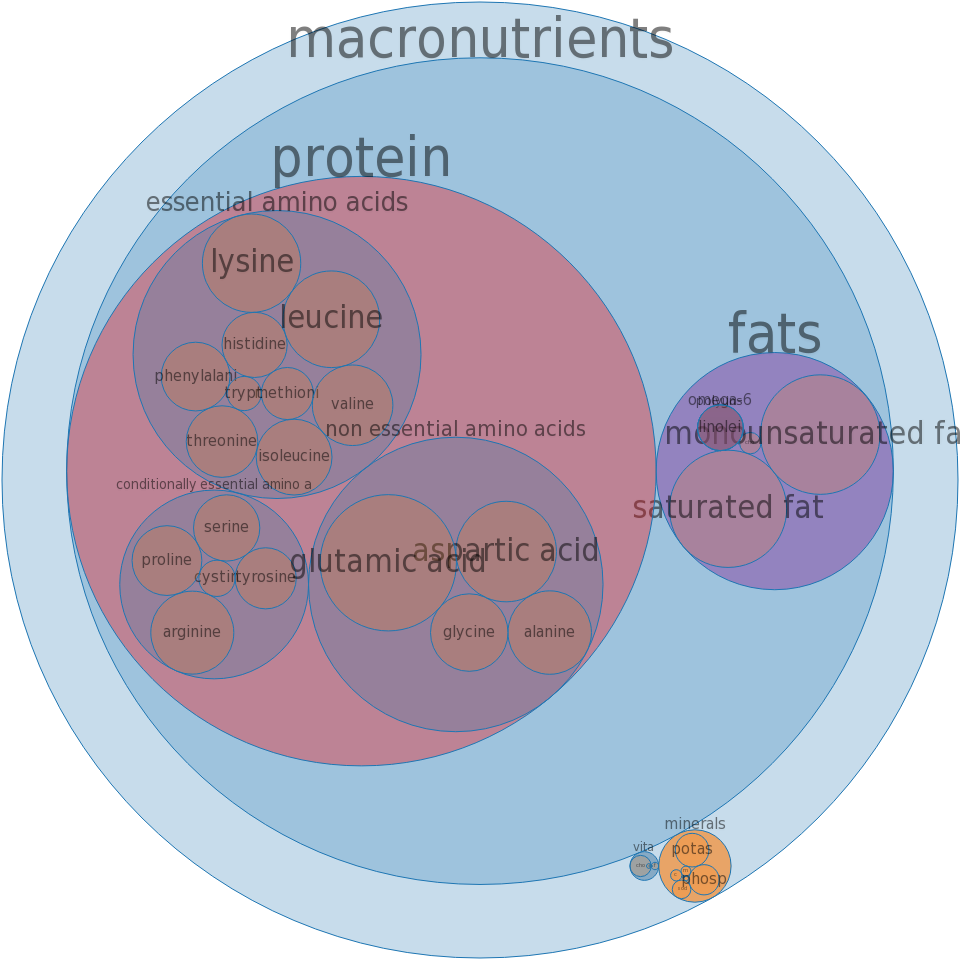 macronutrients
protein
essential amino acids
lysine
leucine
histidine
phenylalani
trypt
methioni
valine
threonine
isoleucine
non essential amino acids
conditionally essential amino a
serine
proline
cystin
tyrosine
arginine
glutamic acid
aspartic acid
glycine
alanine
fats
omega-6
linolei
monounsaturated fa
saturated fat
minerals
potas
phosp
vita